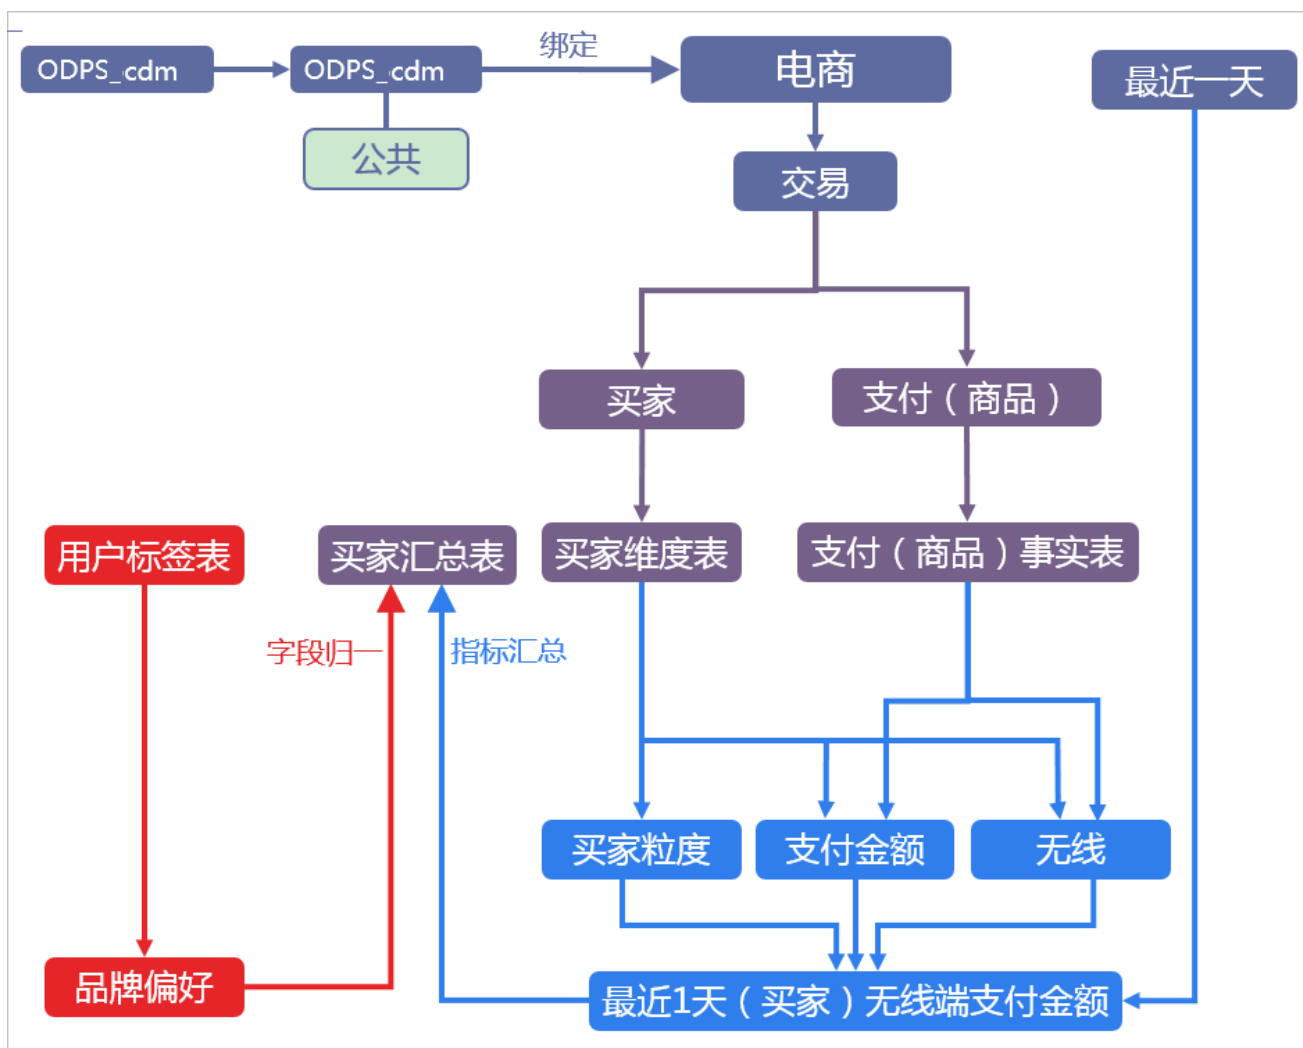 ODPS_cdm
ODPS_cdm
绑定
电商
最近一天
公共
交易
买家
支付（商品）
用户标签表
买家汇总表
买家维度表
支付（商品）事实表
字段归一
指标汇总
买家粒度
支付金额
无线
品牌偏好
最近1天（买家）无线端支付金额